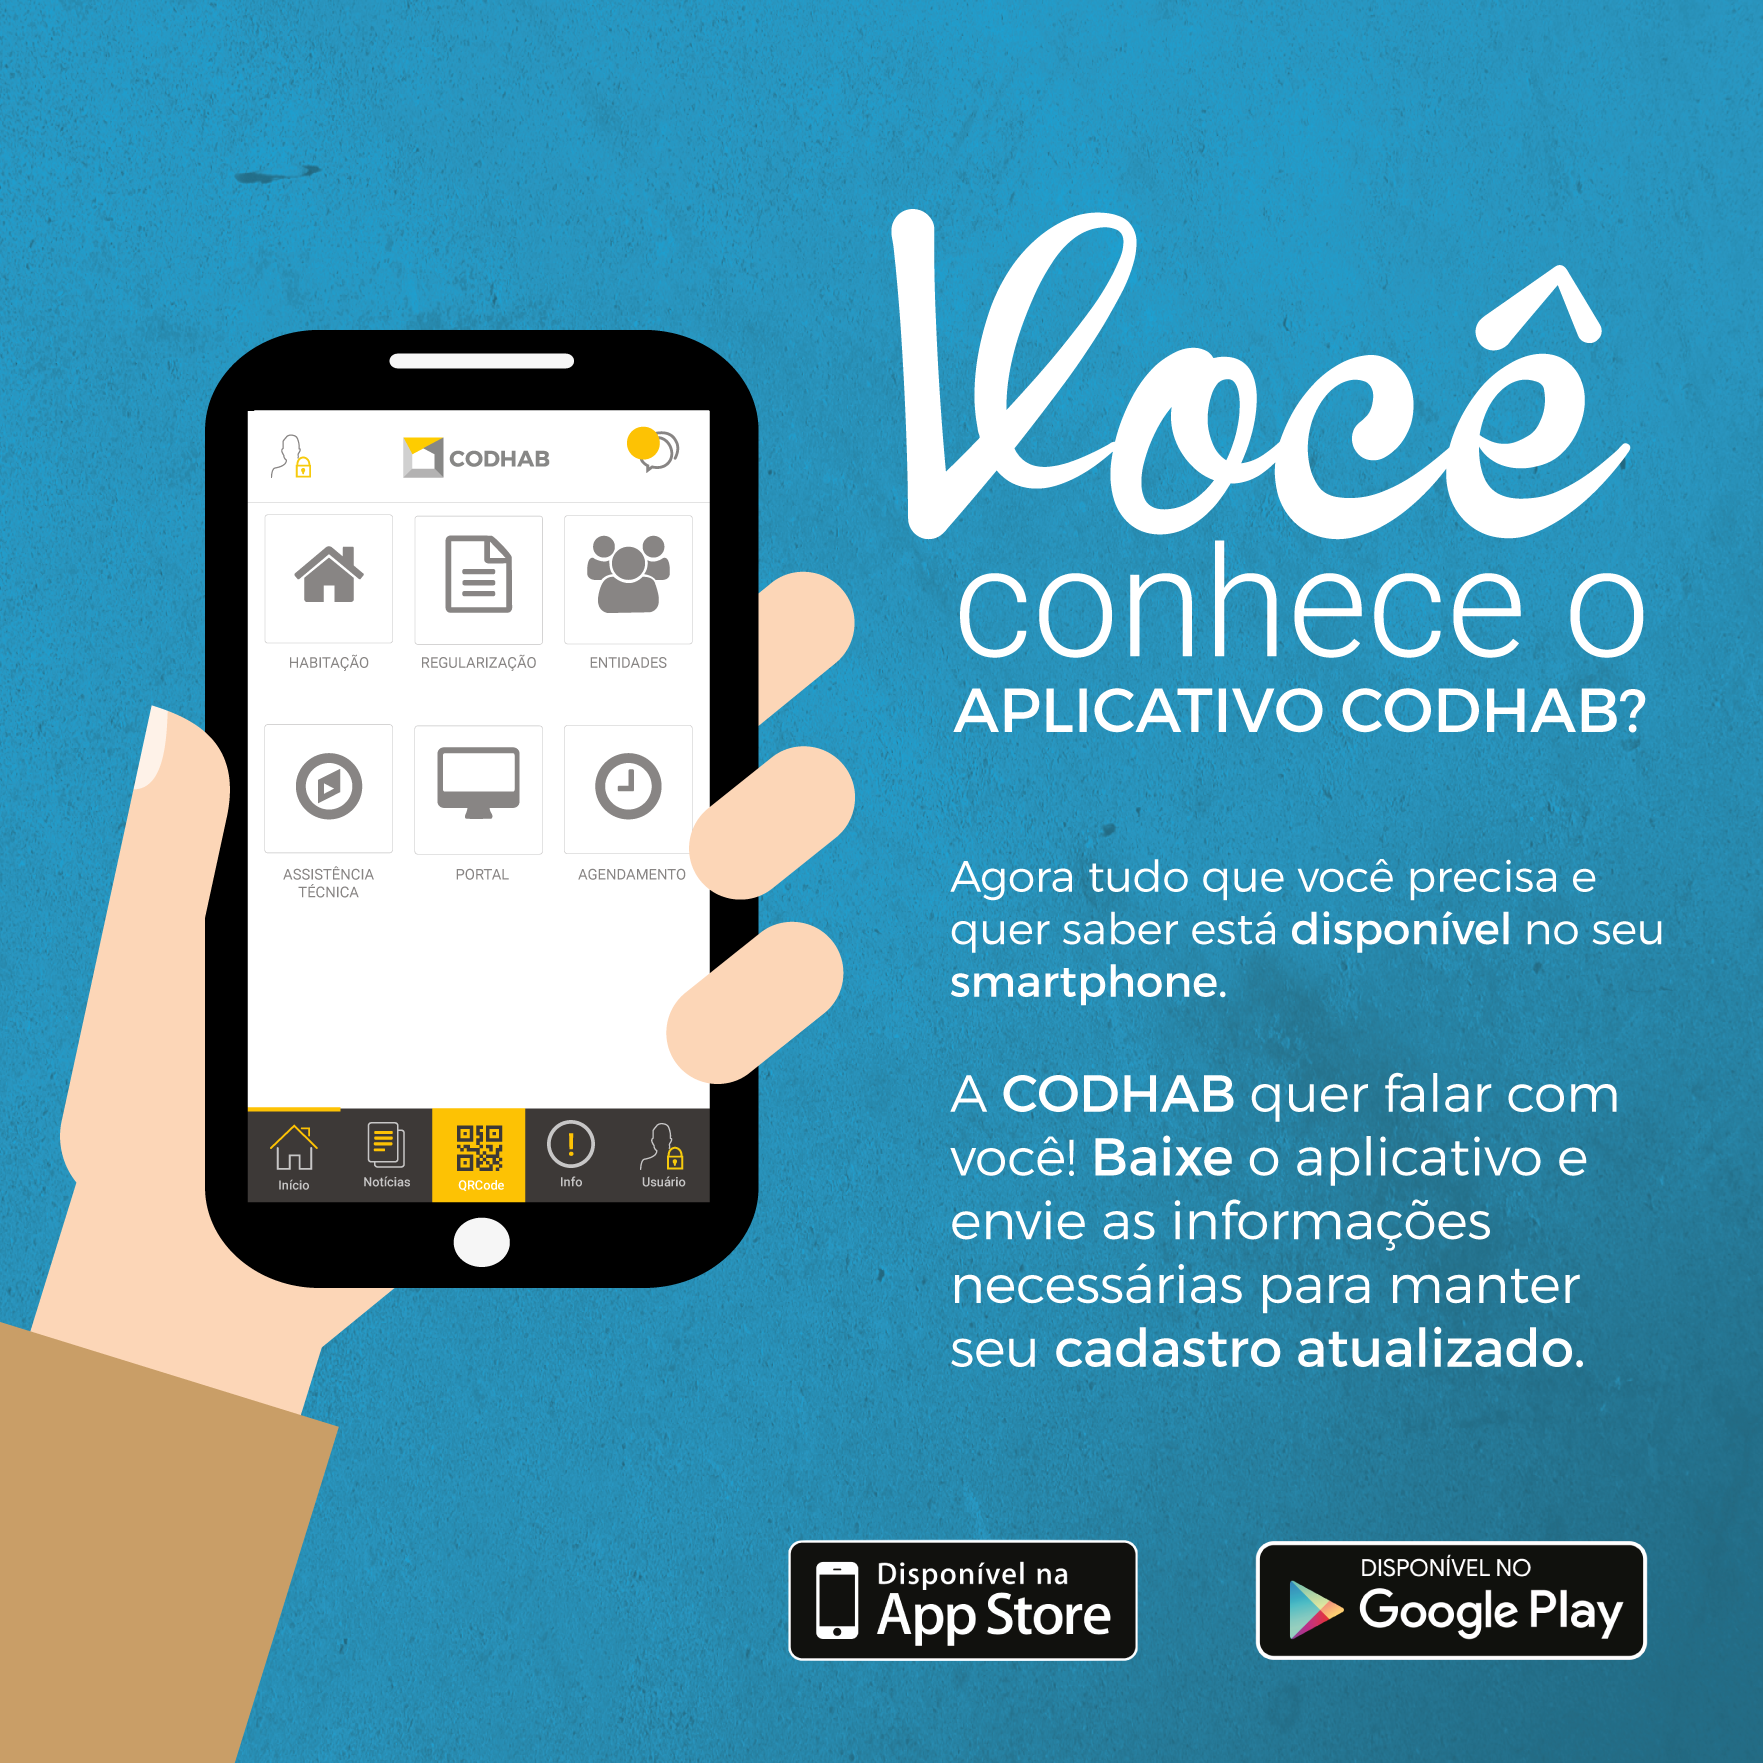 Você
conhece o
APLICATIVO CODHAB?
Agora tudo que você precisa e
quer saber está disponível no seu
smartphone.
A CODHAB quer falar com
você! Baixe o aplicativo e
envie as informações
necessárias para manter
seu cadastro atualizado.
CODHAB
HABITAÇÃO
REGULARIZAÇÃO
ENTIDADES
ASSISTÊNCIA
TÉCNICA
PORTAL
AGENDAMENTO
Início
Notícias
QRCode
Info
Usuário
Disponível na
App Store
DISPONÍVEL NO
Google Play